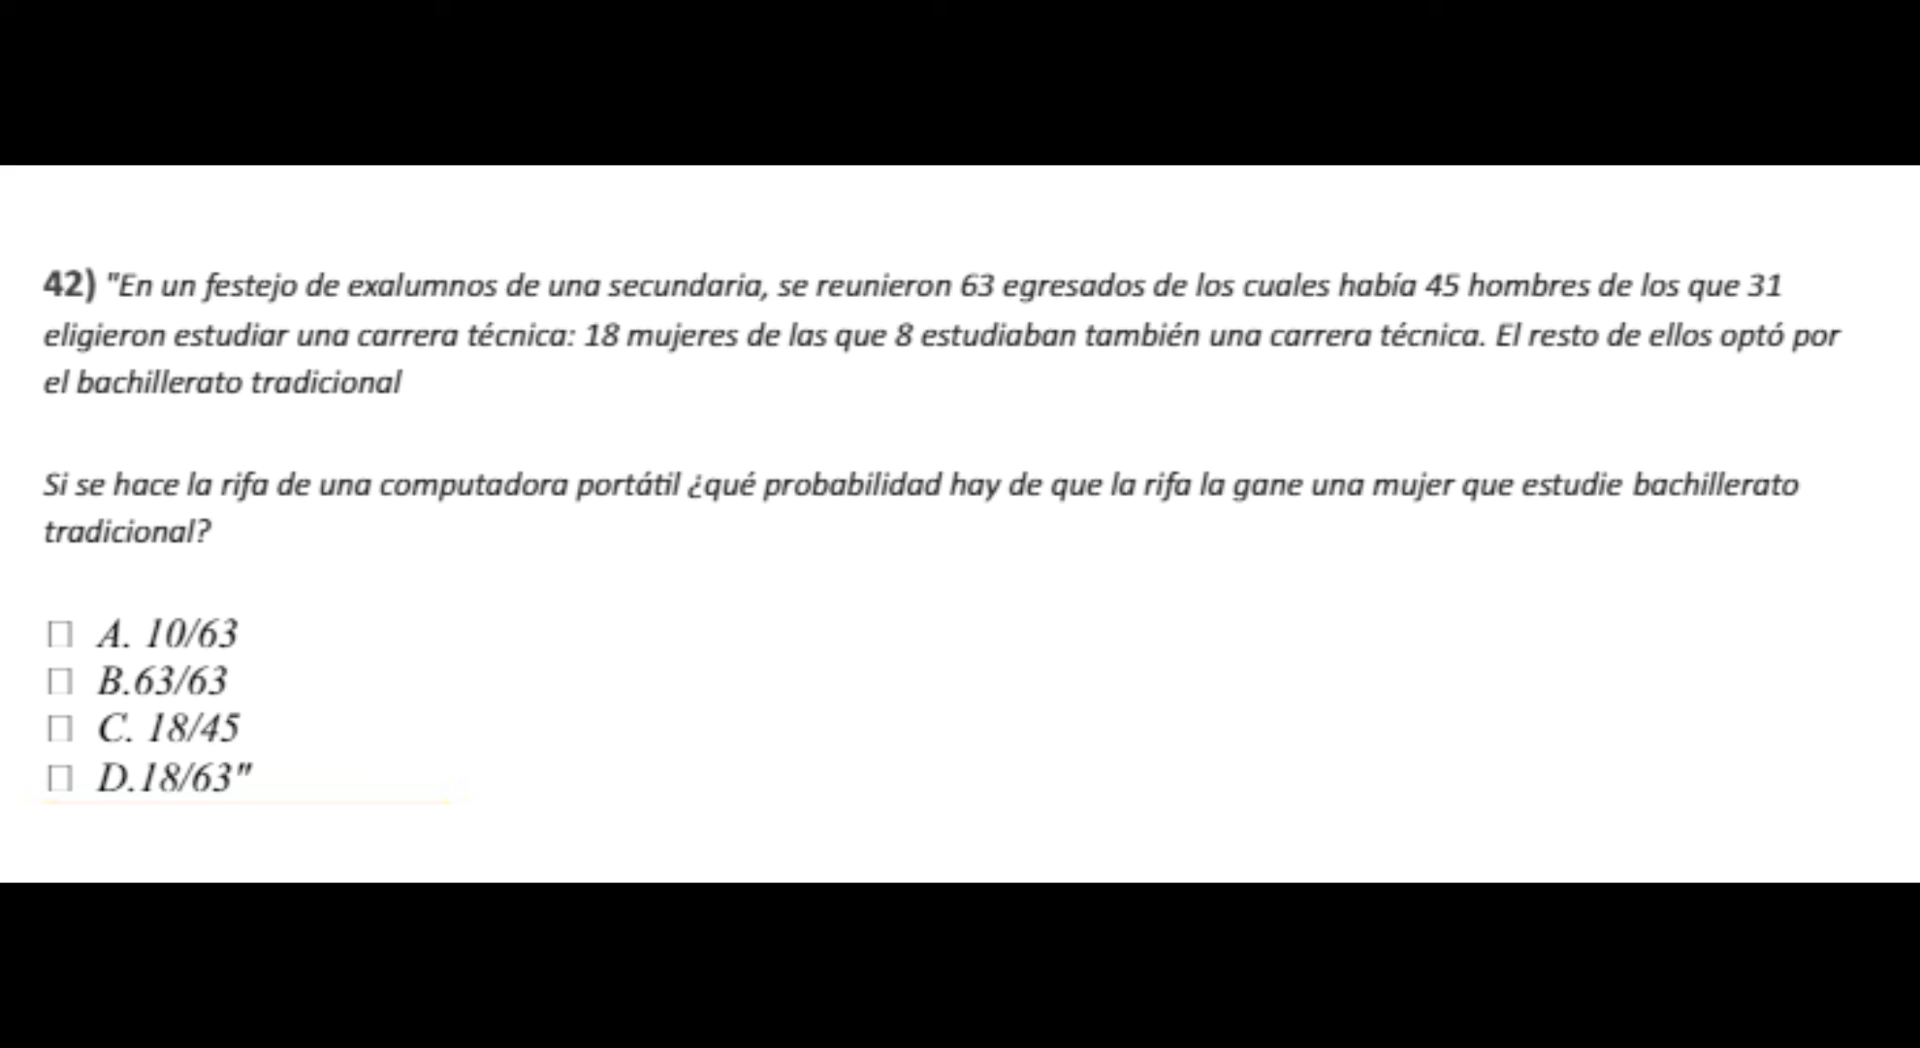 42) "En un festejo de exalumnos de una secundaria, se reunieron 63 egresados de los cuales había 45 hombres de los que 31
eligieron estudiar una carrera técnica: 18 mujeres de las que 8 estudiaban también una carrera técnica. El resto de ellos optó por
el bachillerato tradicional
Si se hace la rifa de una computadora portátil ¿qué probabilidad hay de que la rifa la gane una mujer que estudie bachillerato
tradicional?
A. 10/63
B.63/63
C. 18/45
D.18/63"